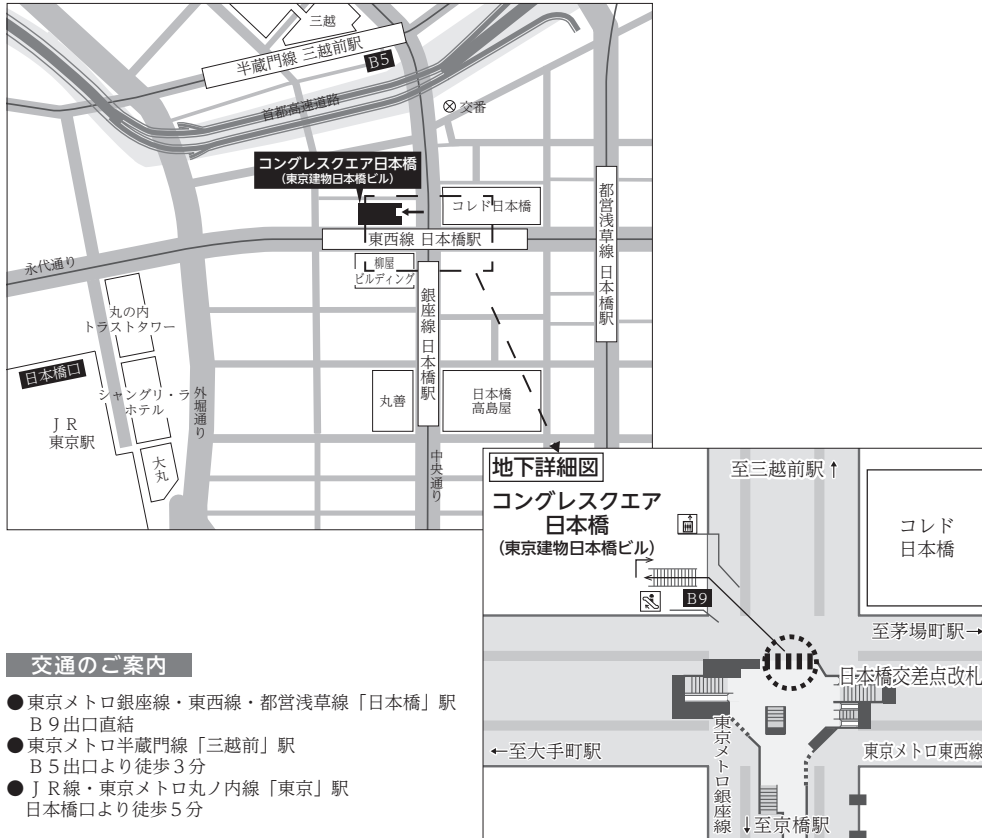 三越
半蔵門線 三越前駅
B5
首都高速道路
交番
コングレスクエア日本橋
(東京建物日本橋ビル)
コレド日本橋
東西線 日本橋駅
都営浅草線 日本橋駅
永代通り
柳屋
ビルディング
銀座線 日本橋駅
丸の内
トラストタワー
日本橋口
シャングリ・ラ
ホテル
外堀通り
丸善
日本橋
高島屋
JR
東京駅
大丸
中央通り
地下詳細図
至三越前駅↑
コングレスクエア
日本橋
(東京建物日本橋ビル)
コレド
日本橋
B9
至茅場町駅→
日本橋交差点改札
←至大手町駅
東京メトロ銀座線
東京メトロ東西線
↓至京橋駅
交通のご案内
●東京メトロ銀座線・東西線・都営浅草線「日本橋」駅
B9出口直結
●東京メトロ半蔵門線「三越前」駅
B5出口より徒歩3分
●JR線・東京メトロ丸ノ内線「東京」駅
日本橋口より徒歩5分